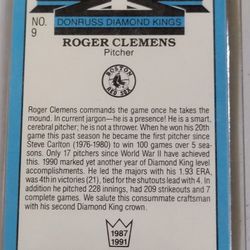 DONRUSS DIAMOND KINGS
NO.
9
ROGER CLEMENS
Pitcher
BOSTON
RED SOX
Roger Clemens commands the game once he takes the
mound. In current jargon—he is a presence! He is a smart,
cerebral pitcher; he is not a thrower. When he won his 20th
game this past season he became the first pitcher since
Steve Carlton (1976-1980) to win 100 games over 5 sea-
sons. Only 17 pitchers since World War II have achieved
this. 1990 marked yet another year of Diamond King level
accomplishments. He led the majors with his 1.93 ERA,
was 4th in victories (21), tied for the shutouts lead with 4. In
addition he pitched 228 innings, had 209 strikeouts and 7
complete games. We salute this consummate craftsman
with his second Diamond King crown.
1987
1991